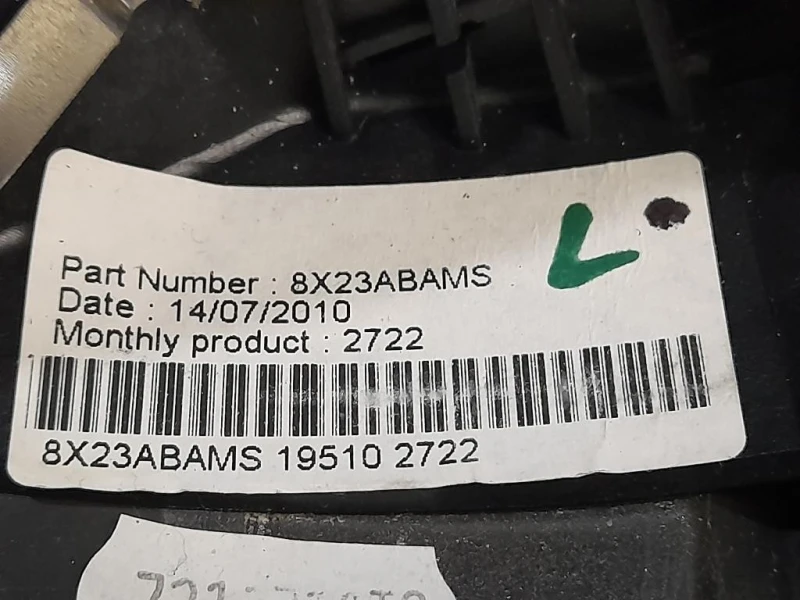 L
Part Number : 8X23ABAMS
Date : 14/07/2010
Monthly product : 2722
8X23ABAMS 19510 2722